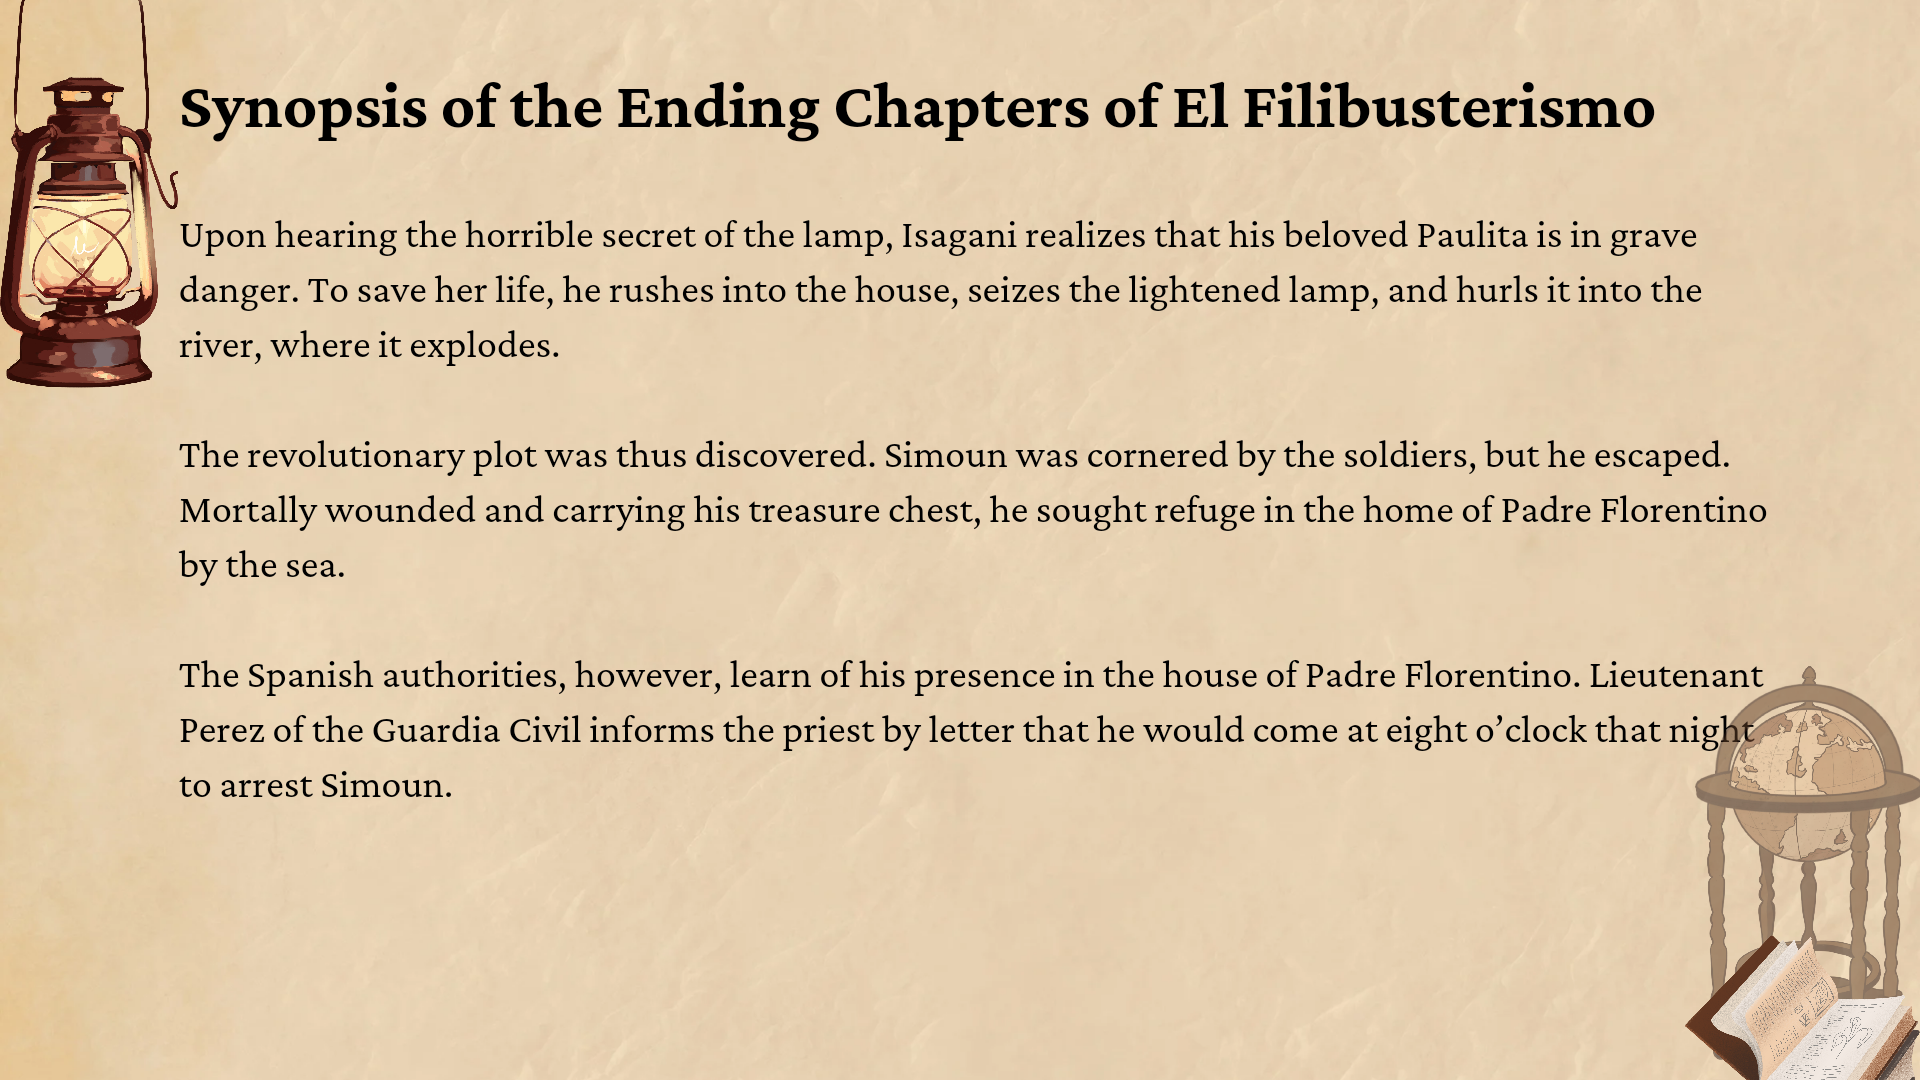 Synopsis of the Ending Chapters of El Filibusterismo
Upon hearing the horrible secret of the lamp, Isagani realizes that his beloved Paulita is in grave
danger. To save her life, he rushes into the house, seizes the lightened lamp, and hurls it into the
river, where it explodes.
The revolutionary plot was thus discovered. Simoun was cornered by the soldiers, but he escaped.
Mortally wounded and carrying his treasure chest, he sought refuge in the home of Padre Florentino
by the sea.
The Spanish authorities, however, learn of his presence in the house of Padre Florentino. Lieutenant
Perez of the Guardia Civil informs the priest by letter that he would come at eight o’clock that night
to arrest Simoun.